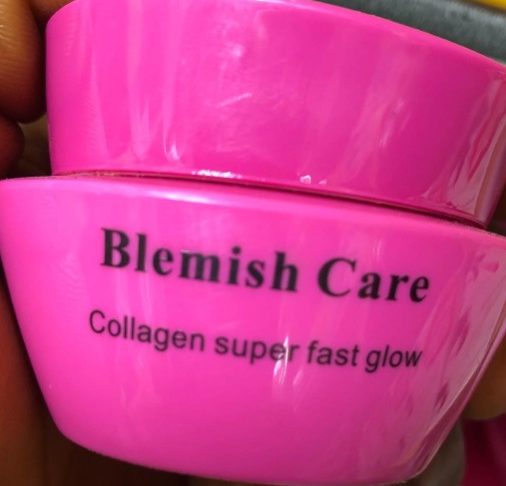 Blemish Care
Collagen super fast glow